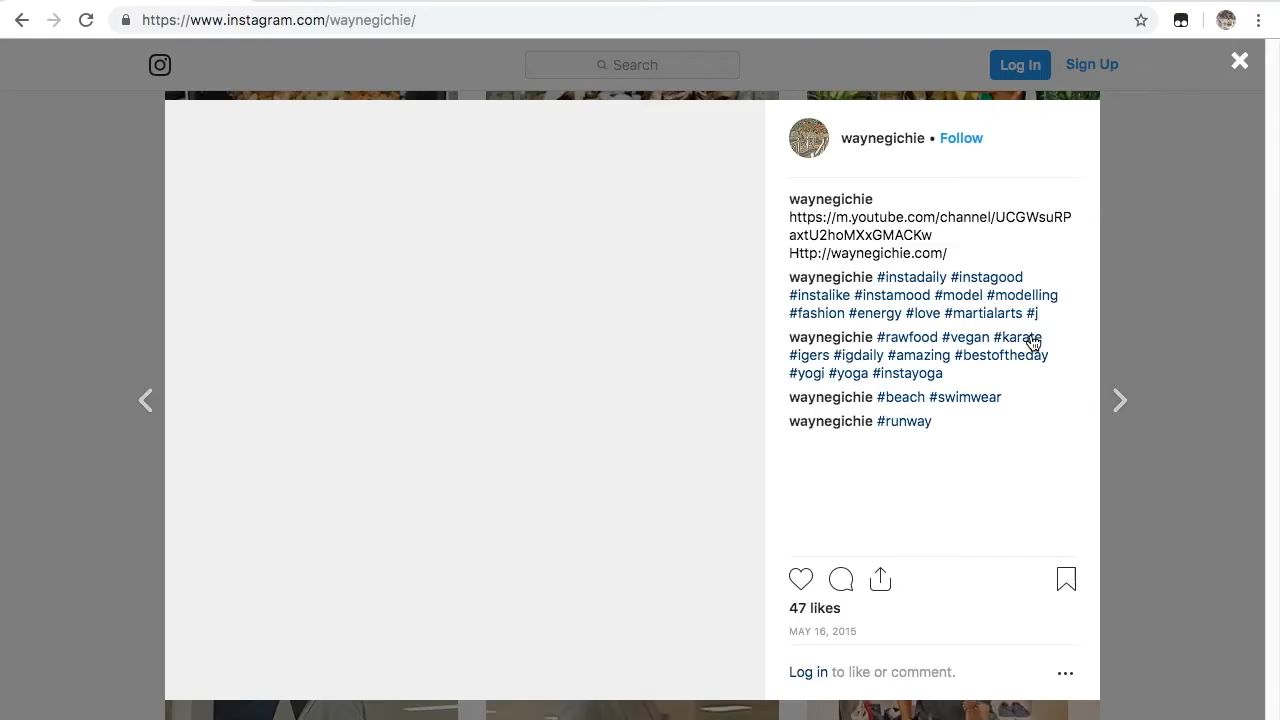 https://www.instagram.com/waynegichie/
Search
Log In
Sign Up
waynegichie • Follow
waynegichie
https://m.youtube.com/channel/UCGWsuRP
axtU2hoMXxGMACKw
Http://waynegichie.com/
waynegichie #instadaily #instagood
#instalike #instamood #model #modelling
#fashion #energy #love #martialarts #j
waynegichie #rawfood #vegan #karate
#igers #igdaily #amazing #bestoftheday
#yogi #yoga #instayoga
waynegichie #beach #swimwear
waynegichie #runway
47 likes
MAY 16, 2015
Log in to like or comment.